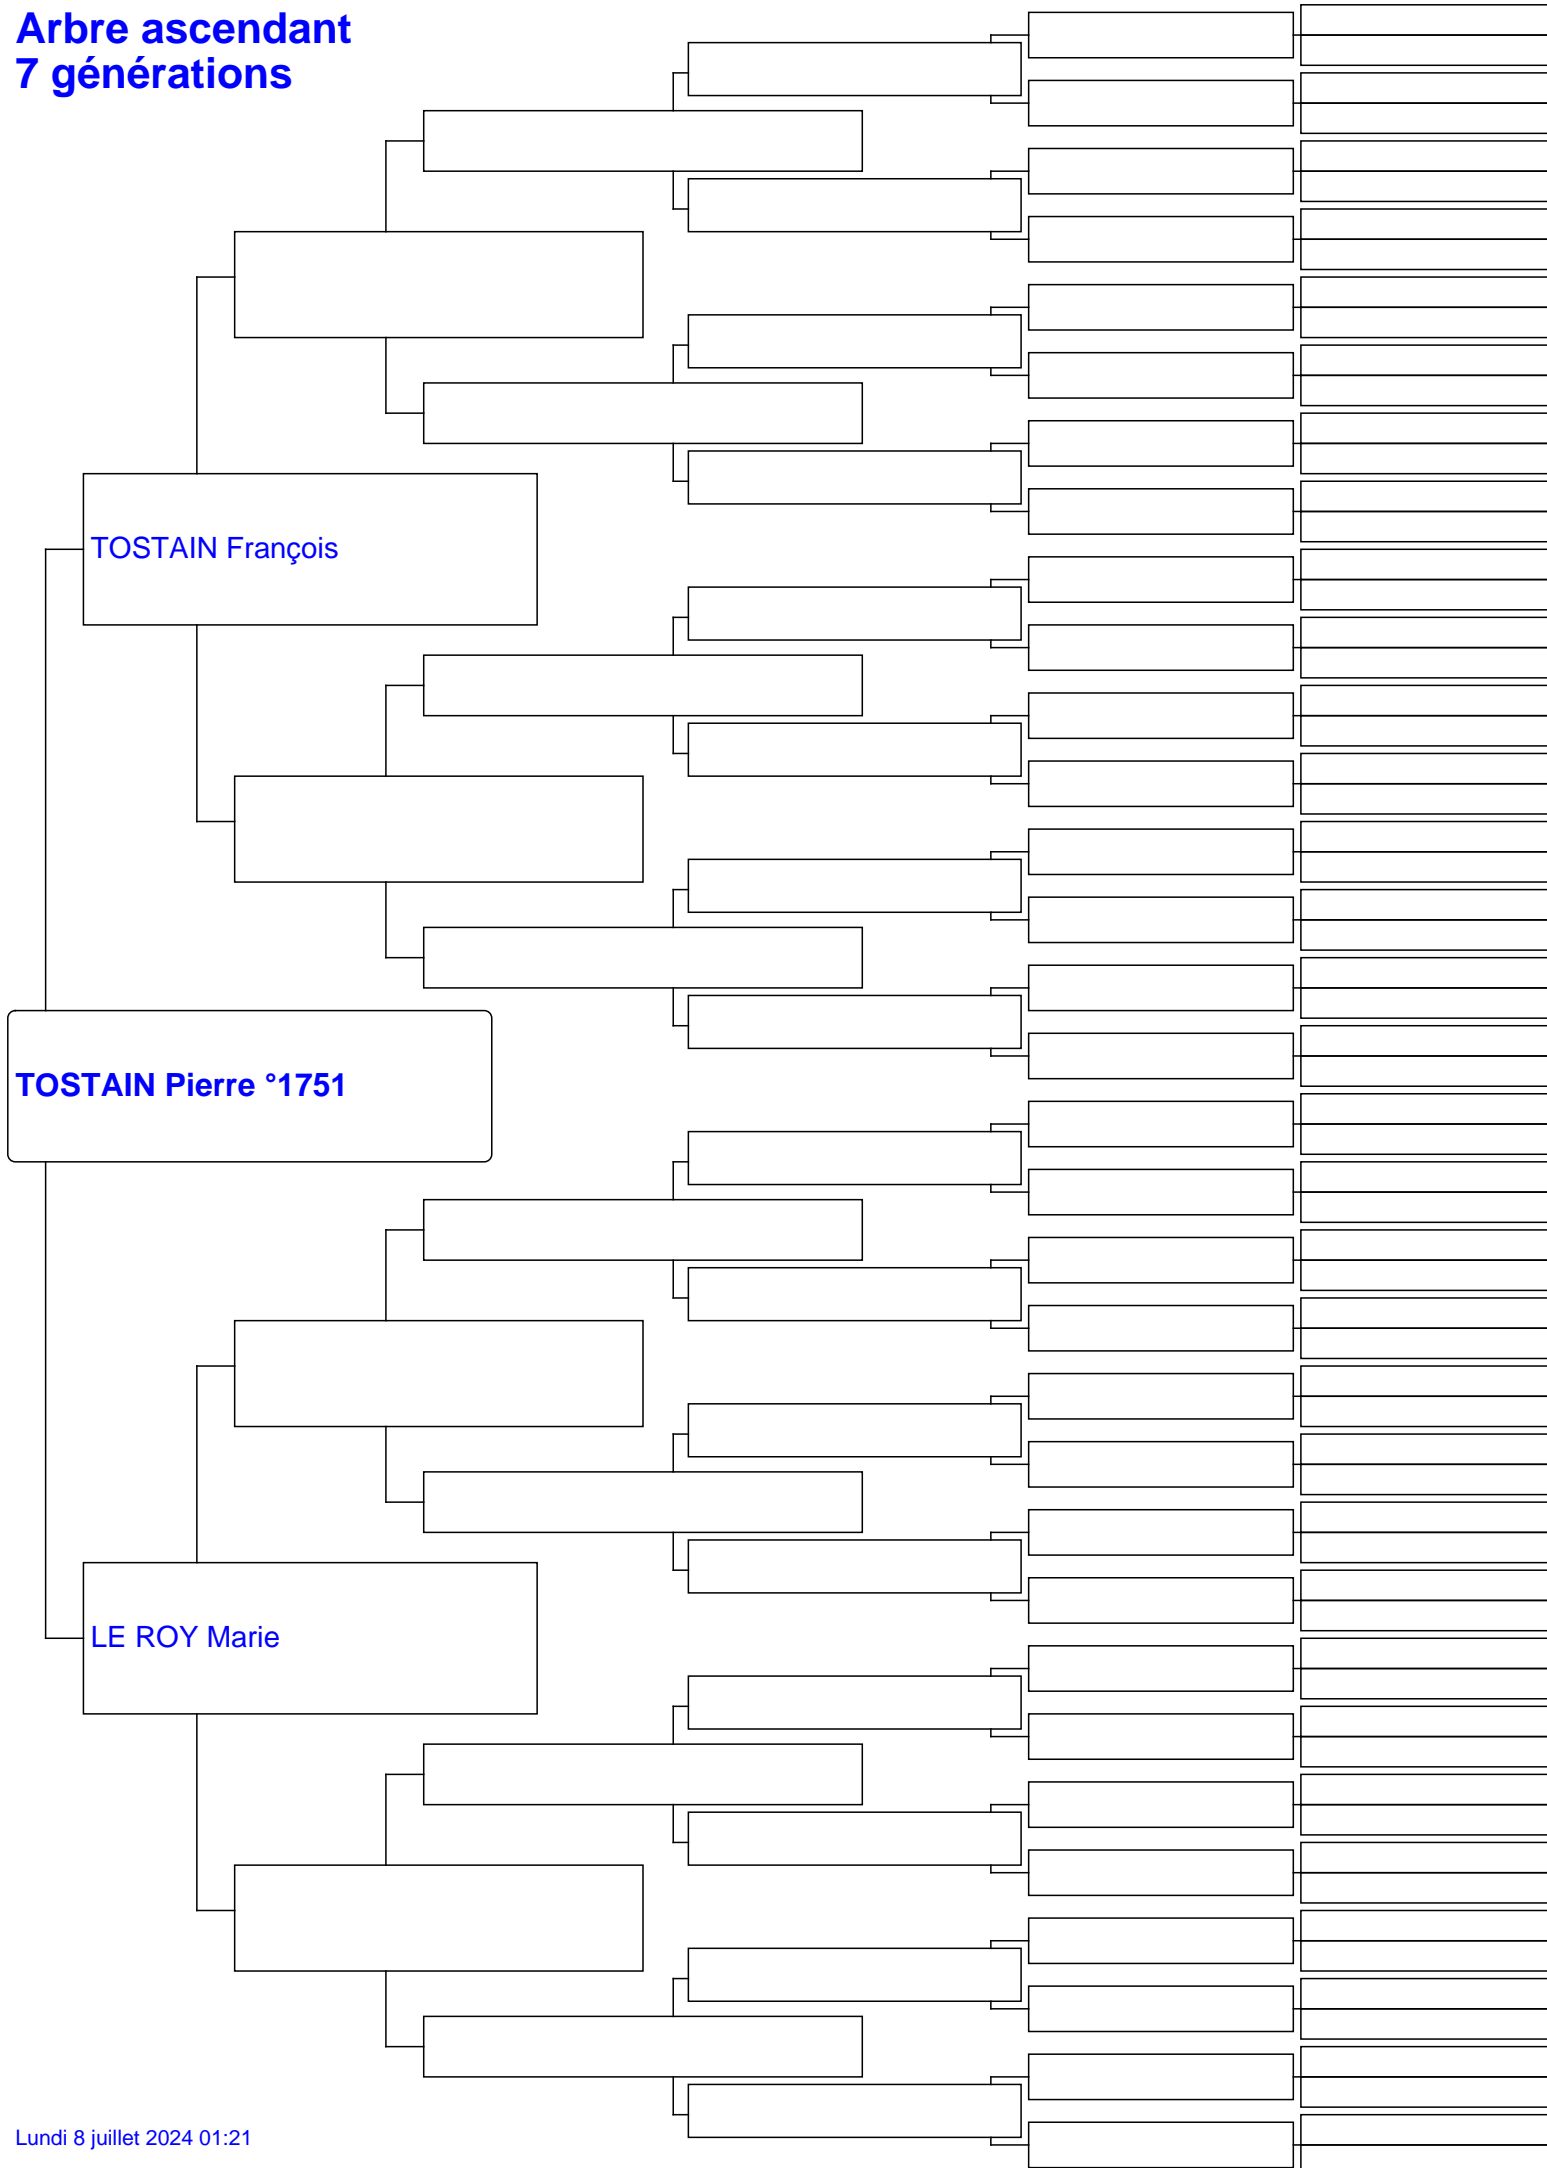 Arbre ascendant
7 générations
TOSTAIN François
TOSTAIN Pierre °1751
LE ROY Marie
Lundi 8 juillet 2024 01:21